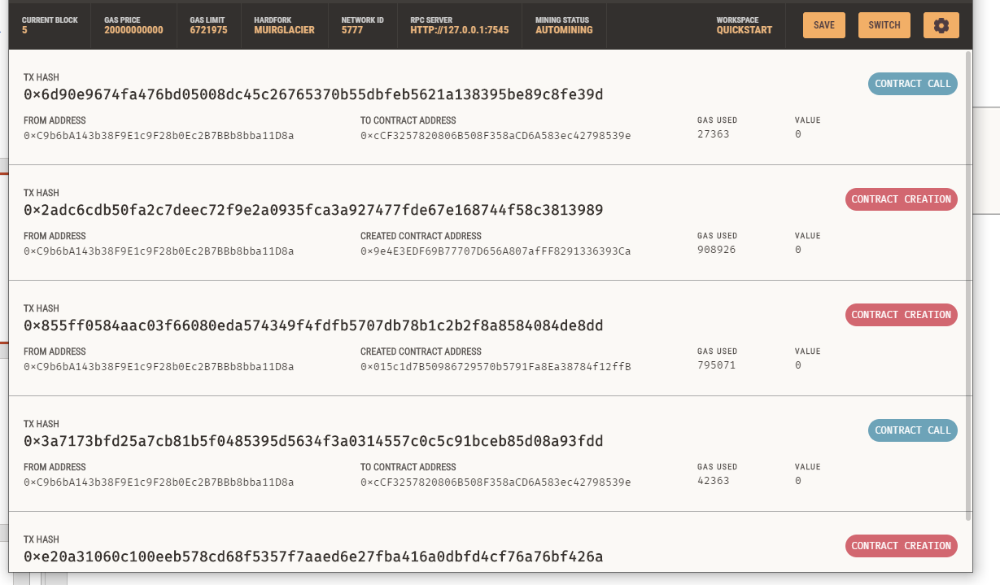 CURRENT BLOCK GAS PRICE GAS LIMIT HARDFORK NETWORK ID RPC SERVER MINING STATUS WORKSPACE
5 20000000000 6721975 MUIRGLACIER 5777 HTTP://127.0.0.1:7545 AUTOMINING QUICKSTART SAVE SWITCH
TX HASH
0×6d90e9674fa476bd05008dc45c26765370b55dbfeb5621a138395be89c8fe39d CONTRACT CALL
FROM ADDRESS TO CONTRACT ADDRESS GAS USED VALUE
0×C9b6bA143b38F9E1c9F28b0Ec2B7BBb8bba11D8a 0×cCF3257820806B508F358aCD6A583ec42798539e 27363 0
TX HASH
0×2adc6cdb50fa2c7deec72f9e2a0935fca3a927477fde67e168744f58c3813989 CONTRACT CREATION
FROM ADDRESS CREATED CONTRACT ADDRESS GAS USED VALUE
0×C9b6bA143b38F9E1c9F28b0Ec2B7BBb8bba11D8a 0×9e4E3EDF69B77707D656A807afFF8291336393Ca 908926 0
TX HASH
0×855ff0584aac03f66080eda574349f4fdfb5707db78b1c2b2f8a8584084de8dd CONTRACT CREATION
FROM ADDRESS CREATED CONTRACT ADDRESS GAS USED VALUE
0×C9b6bA143b38F9E1c9F28b0Ec2B7BBb8bba11D8a 0×015c1d7B50986729570b5791Fa8Ea38784f12ffB 795071 0
TX HASH
0×3a7173bfd25a7cb81b5f0485395d5634f3a0314557c0c5c91bceb85d08a93fdd CONTRACT CALL
FROM ADDRESS TO CONTRACT ADDRESS GAS USED VALUE
0×C9b6bA143b38F9E1c9F28b0Ec2B7BBb8bba11D8a 0×cCF3257820806B508F358aCD6A583ec42798539e 42363 0
TX HASH
0×e20a31060c100eeb578cd68f5357f7aaed6e27fba416a0dbfd4cf76a76bf426a CONTRACT CREATION